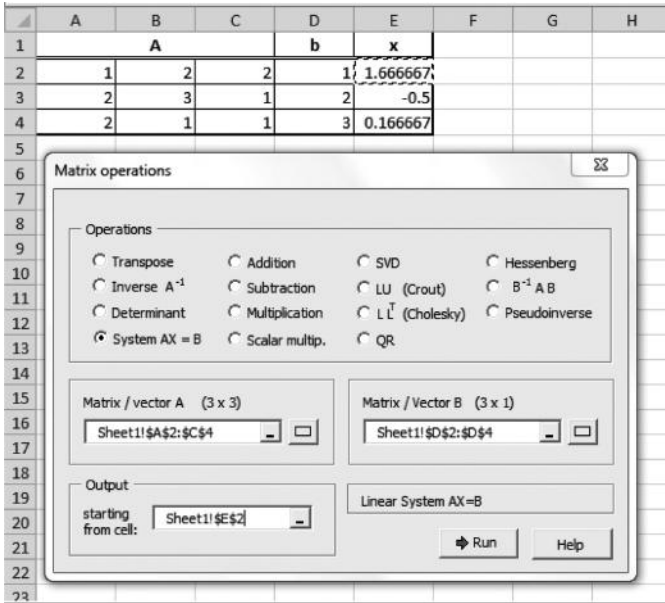 A B C D E F G H
1 A b x
2 1 2 2 1 1.666667
3 2 3 1 2 -0.5
4 2 1 1 3 0.166667
5
6 Matrix operations
7
8 Operations
9 Transpose Addition SVD Hessenberg
10 Inverse A⁻¹ Subtraction LU (Crout) B⁻¹ A B
11 Determinant Multiplication L Lᵀ (Cholesky) Pseudoinverse
12 System AX = B Scalar multip. QR
13
14
15 Matrix / vector A (3 x 3) Matrix / Vector B (3 x 1)
16 Sheet1!$A$2:$C$4 Sheet1!$D$2:$D$4
17
18 Output
19 Linear System AX=B
20 starting from cell: Sheet1!$E$2
21 Run Help
22
23